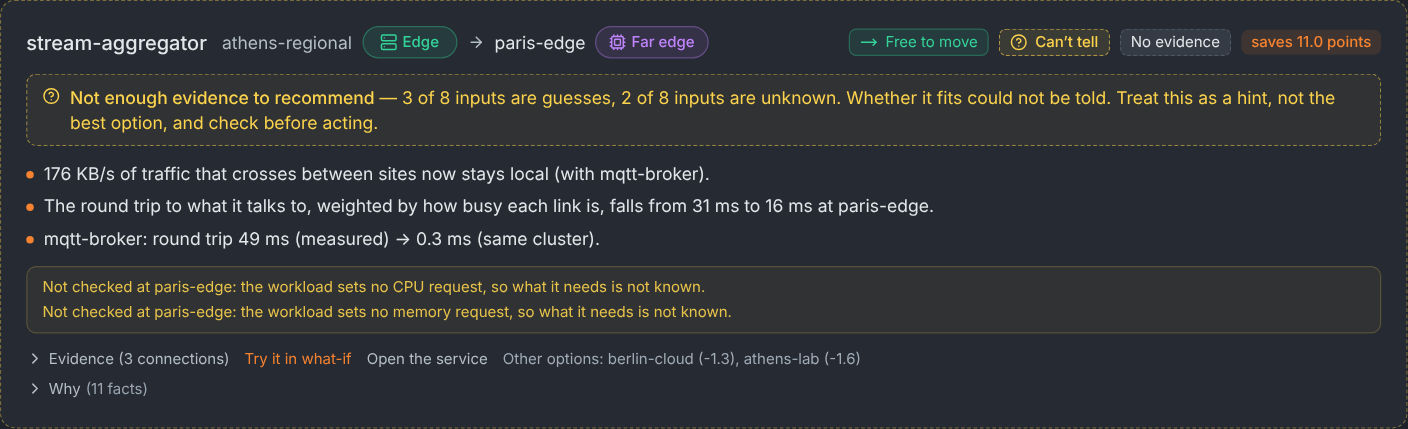 stream-aggregator athens-regional Edge → paris-edge Far edge → Free to move Can't tell No evidence saves 11.0 points
Not enough evidence to recommend — 3 of 8 inputs are guesses, 2 of 8 inputs are unknown. Whether it fits could not be told. Treat this as a hint, not the
best option, and check before acting.
176 KB/s of traffic that crosses between sites now stays local (with mqtt-broker).
The round trip to what it talks to, weighted by how busy each link is, falls from 31 ms to 16 ms at paris-edge.
mqtt-broker: round trip 49 ms (measured) → 0.3 ms (same cluster).
Not checked at paris-edge: the workload sets no CPU request, so what it needs is not known.
Not checked at paris-edge: the workload sets no memory request, so what it needs is not known.
Evidence (3 connections) Try it in what-if Open the service Other options: berlin-cloud (-1.3), athens-lab (-1.6)
Why (11 facts)